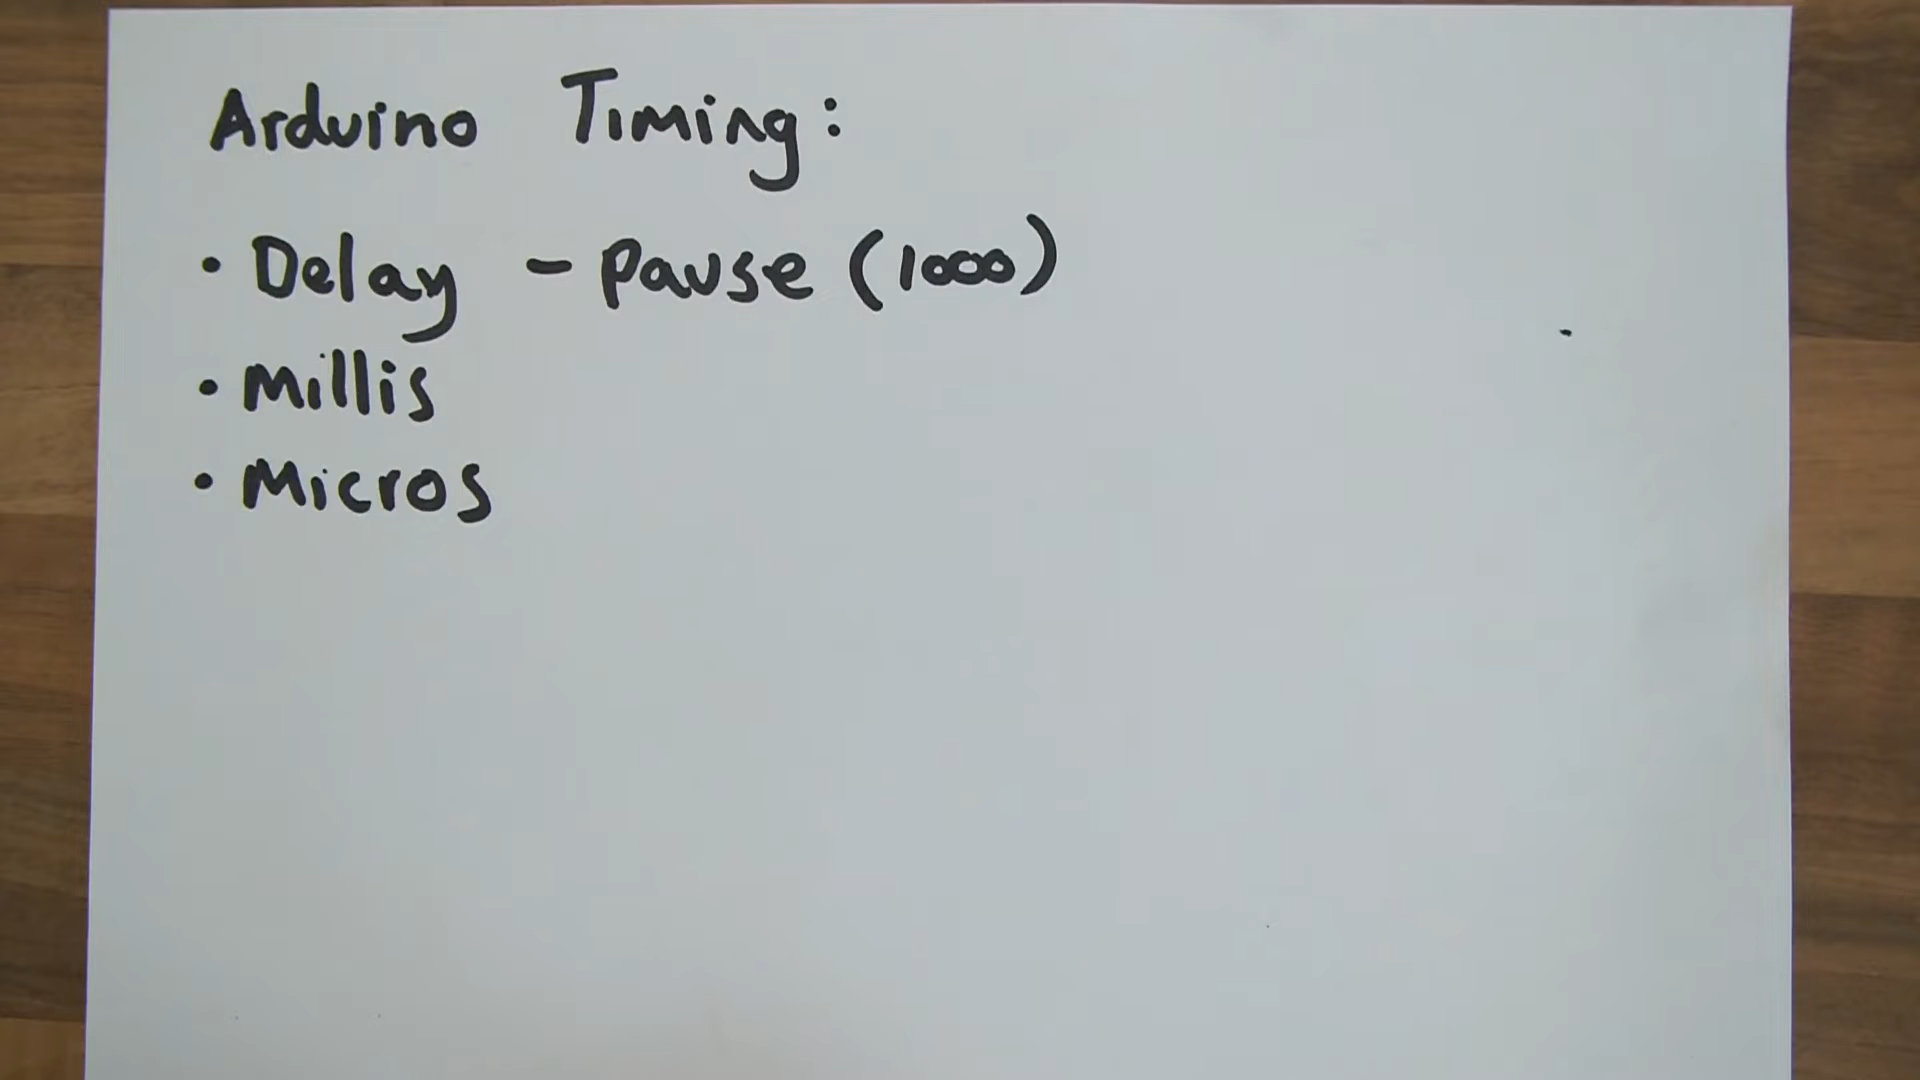 Arduino Timing:
• Delay - Pause (1000)
• Millis
• Micros